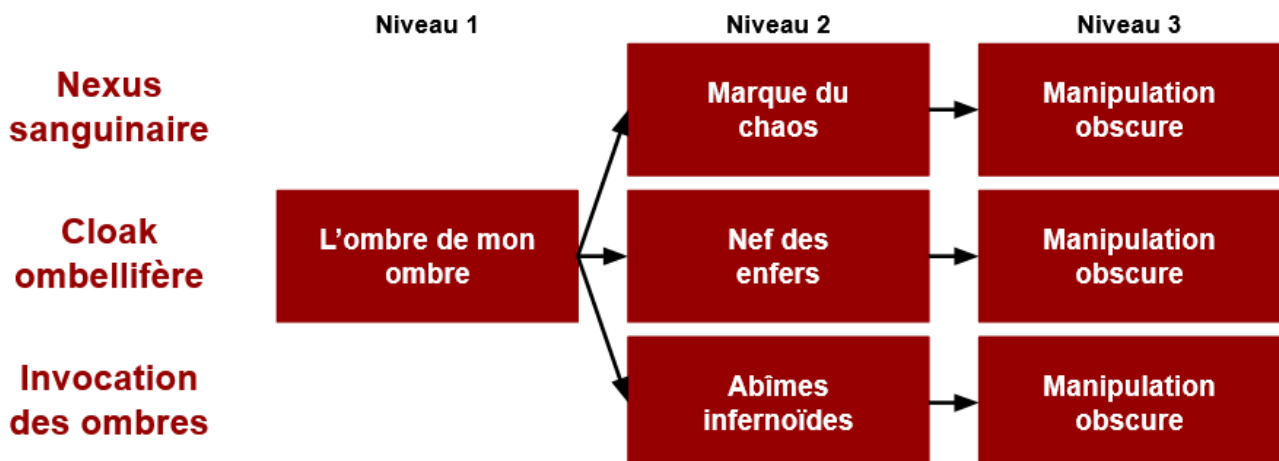 Niveau 1
Niveau 2
Niveau 3
Nexus
sanguinaire
Marque du
chaos
Manipulation
obscure
Cloak
ombellifère
L'ombre de mon
ombre
Nef des
enfers
Manipulation
obscure
Invocation
des ombres
Abîmes
infernoïdes
Manipulation
obscure